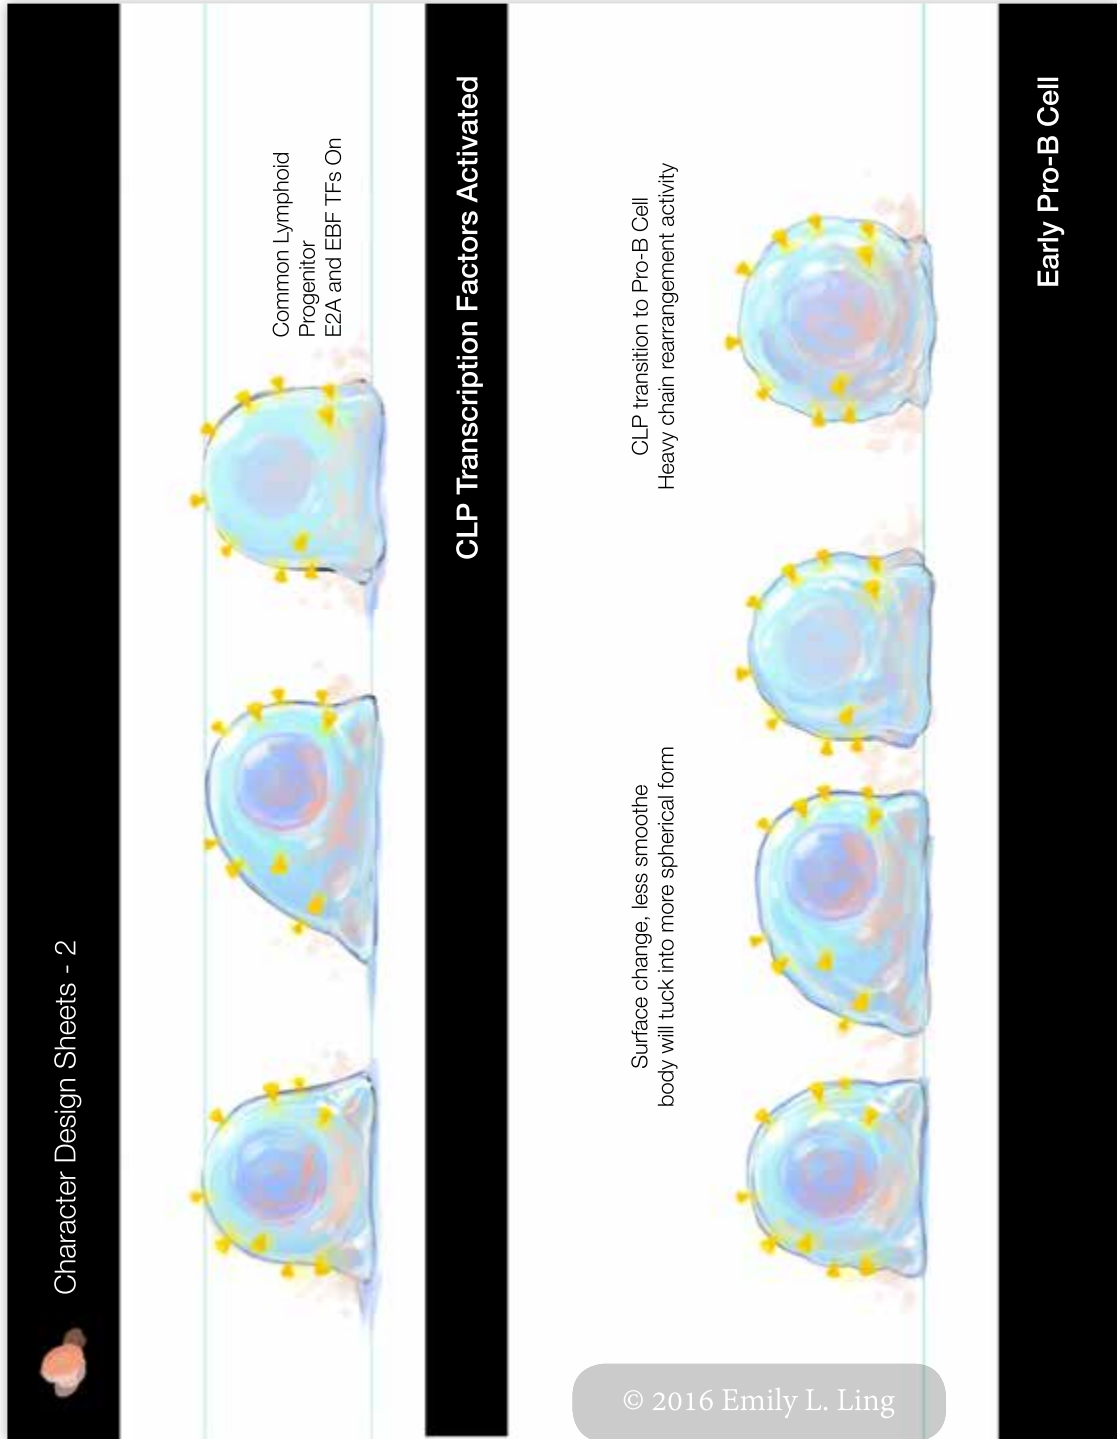 Character Design Sheets - 2
Common Lymphoid
Progenitor
E2A and EBF TFs On
CLP Transcription Factors Activated
Surface change, less smoothe
body will tuck into more spherical form
CLP transition to Pro-B Cell
Heavy chain rearrangement activity
Early Pro-B Cell
© 2016 Emily L. Ling